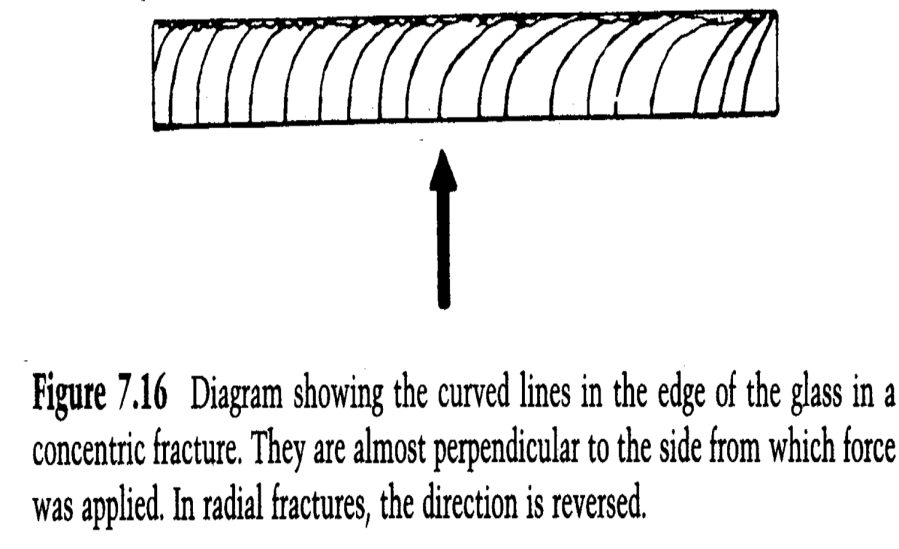 Figure 7.16 Diagram showing the curved lines in the edge of the glass in a
concentric fracture. They are almost perpendicular to the side from which force
was applied. In radial fractures, the direction is reversed.